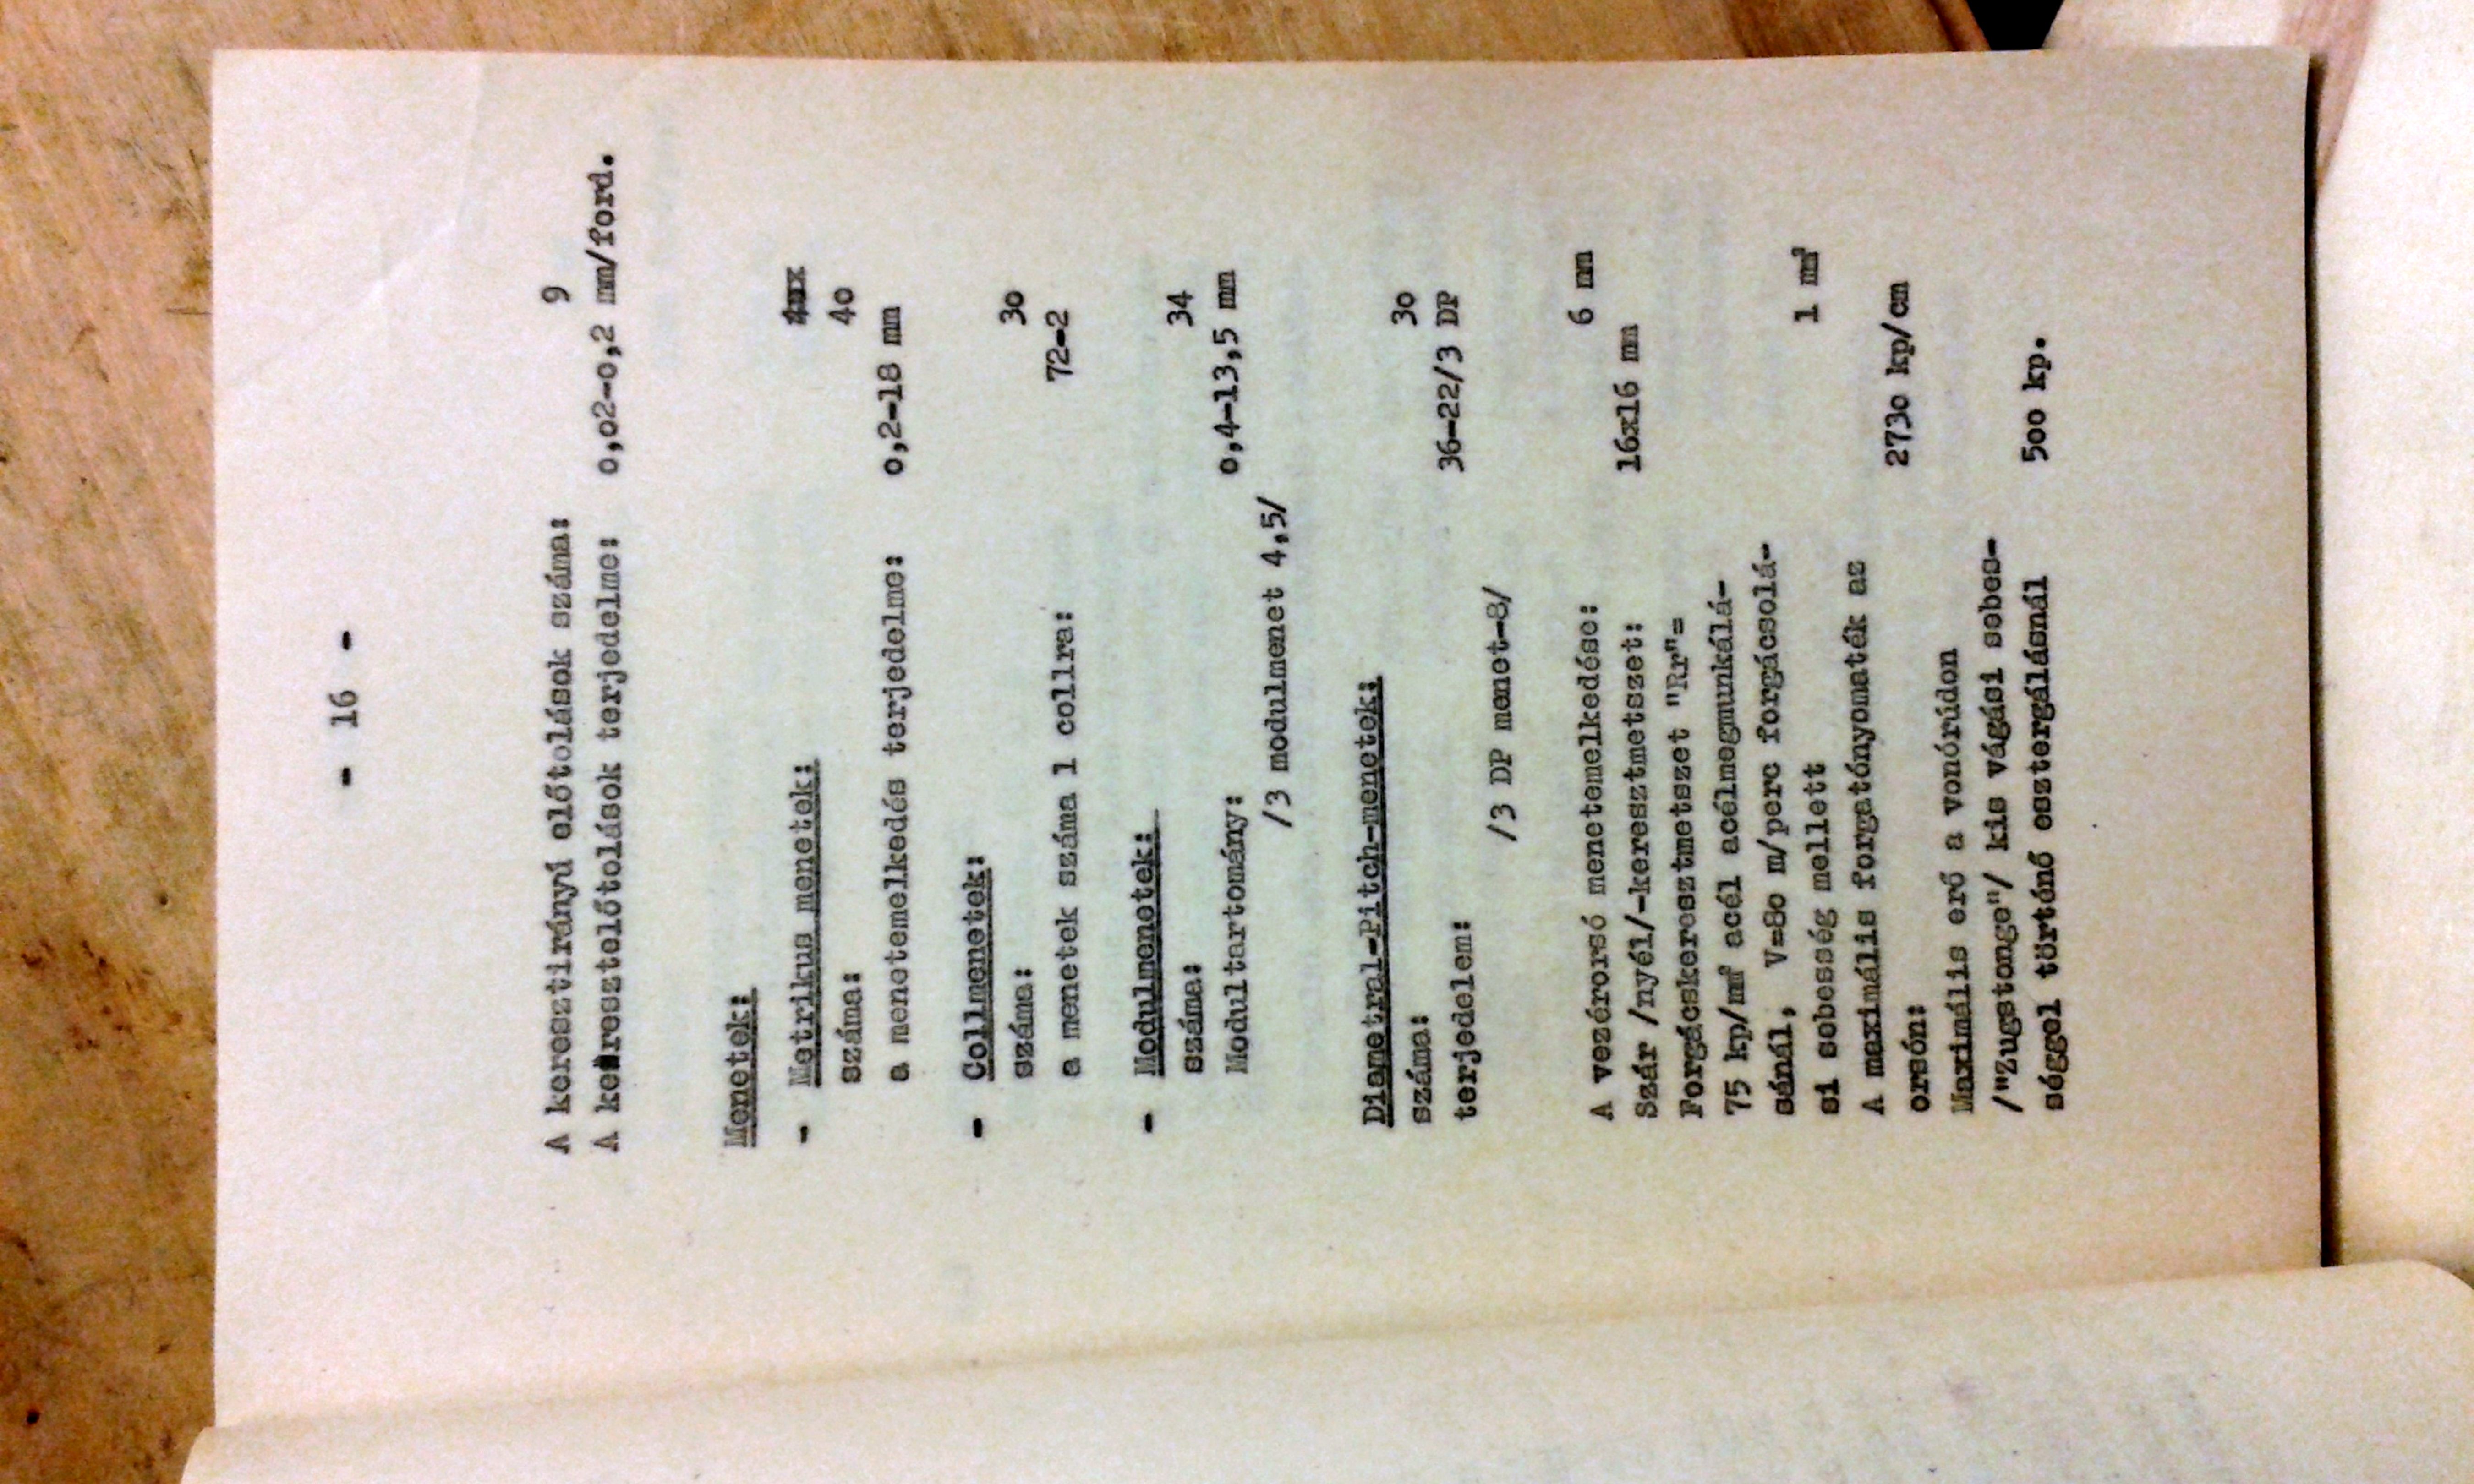 - 16 -
A keresztirányú előtolások száma: 9
A keresztelőtolások terjedelme: o,o2-o,2 mm/ford.
Menetek:
- Metrikus menetek:
száma: 4o
a menetemelkedés terjedelme: o,2-18 mm
- Collmenetek:
száma: 3o
a menetek száma 1 collra: 72-2
- Modulmenetek:
száma: 34
Modultartomány: o,4-13,5 mm
/3 modulmenet 4,5/
Diametral-Pitch-menetek:
száma: 3o
terjedelem: 36-22/3 DP
/3 DP menet-8/
A vezérorsó menetemelkedése: 6 mm
Szár /nyél/-keresztmetszet: 16x16 mm
Forgácskeresztmetszet "Rr"=
75 kp/mm² acél acélmegmunkálá-
sánál, V=8o m/perc forgácsolá-
si sebesség mellett 1 mm²
A maximális forgatónyomaték az
orsón: 273o kp/cm
Maximális erő a vonórúdon
/"Zugstange"/ kis vágási sebes-
séggel történő esztergálásnál 5oo kp.